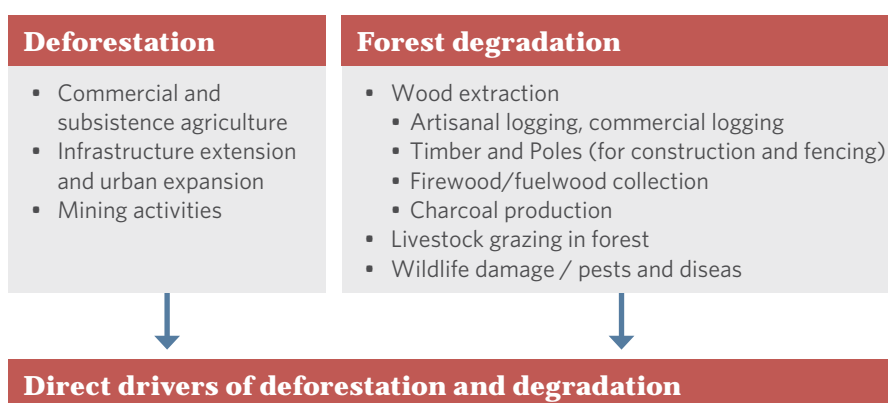 Deforestation
• Commercial and
subsistence agriculture
• Infrastructure extension
and urban expansion
• Mining activities
Forest degradation
• Wood extraction
• Artisanal logging, commercial logging
• Timber and Poles (for construction and fencing)
• Firewood/fuelwood collection
• Charcoal production
• Livestock grazing in forest
• Wildlife damage / pests and diseas
Direct drivers of deforestation and degradation